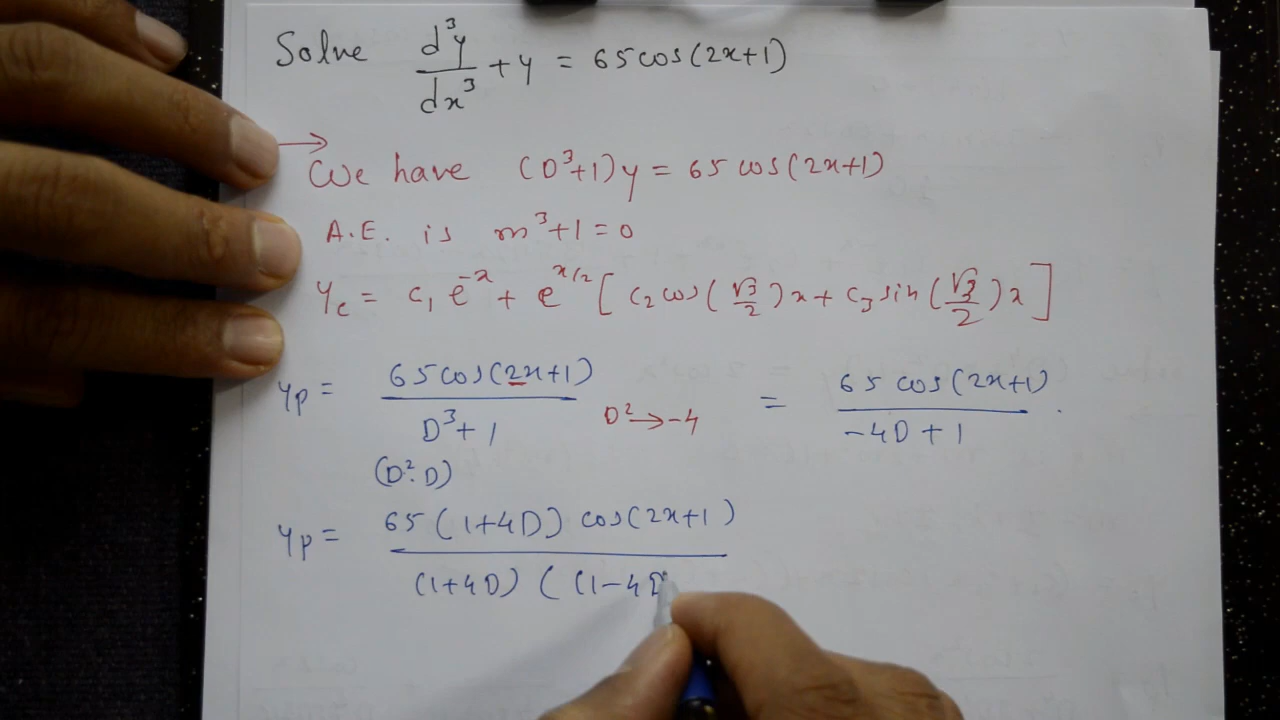 Solve d³y/dx³ + y = 65 cos(2x+1)
→ We have (D³+1)y = 65 cos(2x+1)
A.E. is m³+1=0
y_c = c₁ e^{-x} + e^{x/2} [ c₂ cos(√3/2)x + c₃ sin(√3/2)x ]
y_p = 65 cos(2x+1) / D³+1   D² → -4   = 65 cos(2x+1) / -4D+1 .
(D²·D)
y_p = 65 (1+4D) cos(2x+1) / (1+4D) ( (1-4D